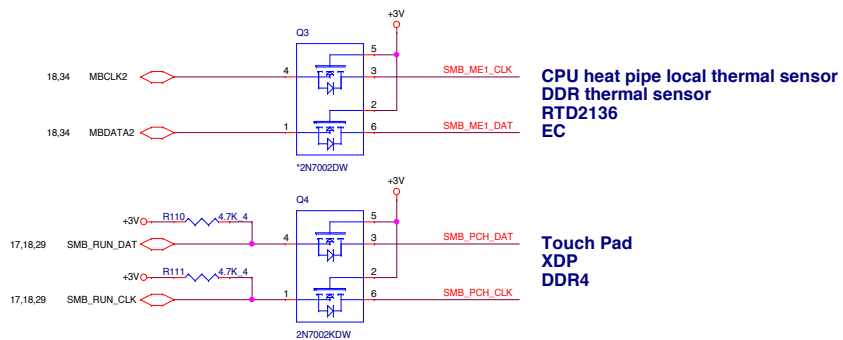 +3V
Q3
5
18,34 MBCLK2 4 3 SMB_ME1_CLK
2
18,34 MBDATA2 1 6 SMB_ME1_DAT
*2N7002DW
CPU heat pipe local thermal sensor
DDR thermal sensor
RTD2136
EC
+3V
Q4
+3V R110 4.7K_4 5
17,18,29 SMB_RUN_DAT 4 3 SMB_PCH_DAT
+3V R111 4.7K_4 2
17,18,29 SMB_RUN_CLK 1 6 SMB_PCH_CLK
2N7002KDW
Touch Pad
XDP
DDR4